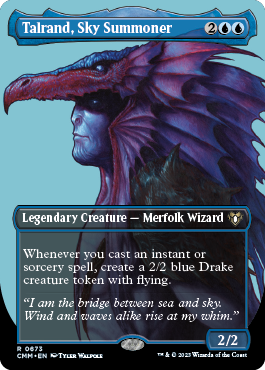 Talrand, Sky Summoner 2
Legendary Creature — Merfolk Wizard
Whenever you cast an instant or
sorcery spell, create a 2/2 blue Drake
creature token with flying.
“I am the bridge between sea and sky.
Wind and waves alike rise at my whim.”
2/2
R 0673
CMM • EN Tyler Walpole
™ & © 2023 Wizards of the Coast